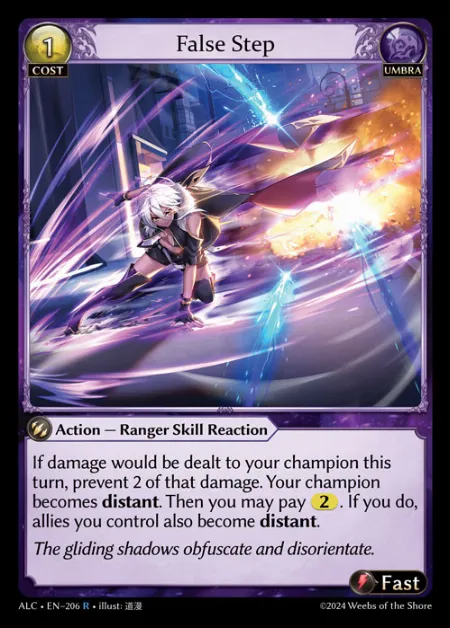 1
False Step
COST
UMBRA
Action — Ranger Skill Reaction
If damage would be dealt to your champion this
turn, prevent 2 of that damage. Your champion
becomes distant. Then you may pay 2. If you do,
allies you control also become distant.
The gliding shadows obfuscate and disorientate.
Fast
ALC • EN–206 R • illust: 道漫
©2024 Weebs of the Shore